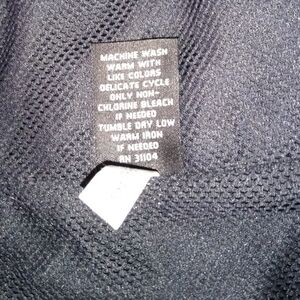 MACHINE WASH
WARM WITH
LIKE COLORS
DELICATE CYCLE
ONLY NON-
CHLORINE BLEACH
IF NEEDED
TUMBLE DRY LOW
WARM IRON
IF NEEDED
RN 31104